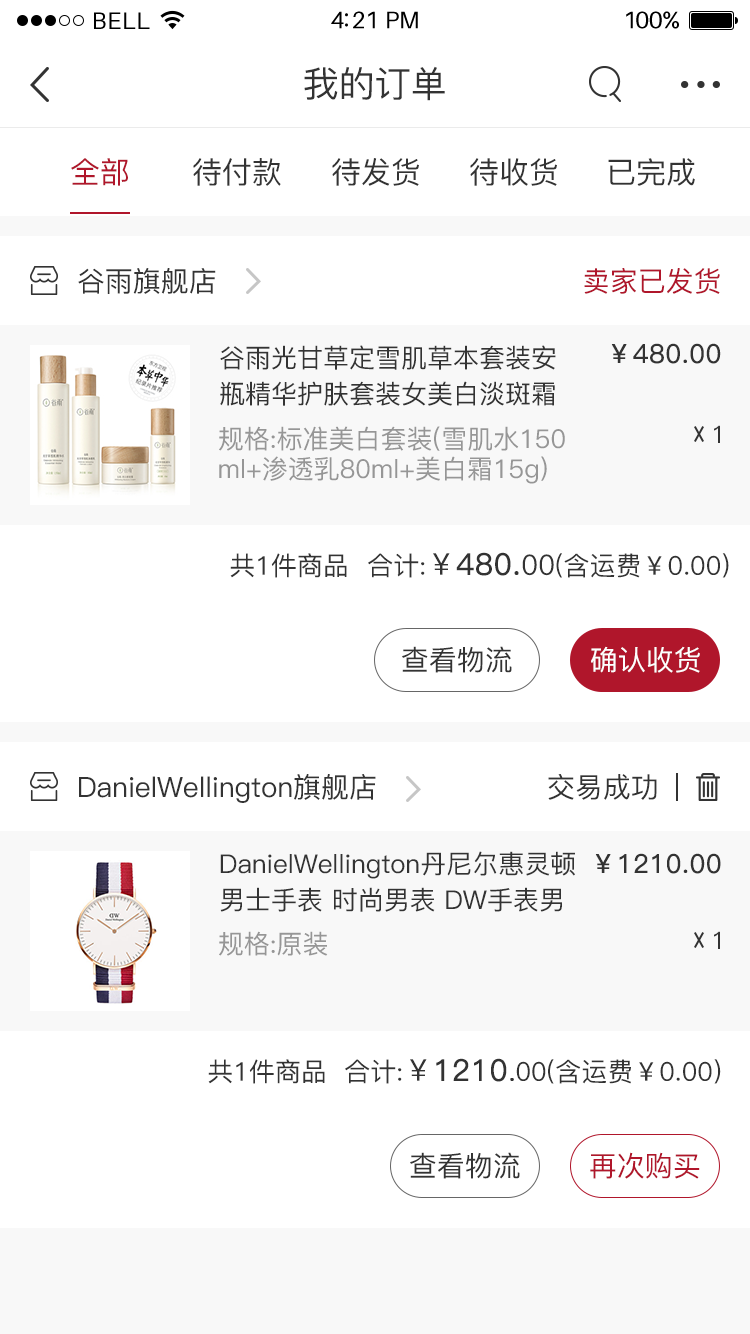 BELL 4:21 PM 100%
我的订单
全部 待付款 待发货 待收货 已完成
谷雨旗舰店 卖家已发货
谷雨光甘草定雪肌草本套装安 ¥480.00
瓶精华护肤套装女美白淡斑霜
规格:标准美白套装(雪肌水150 x 1
ml+渗透乳80ml+美白霜15g)
本草中华
共1件商品 合计:¥480.00(含运费¥0.00)
查看物流 确认收货
DanielWellington旗舰店 交易成功
DanielWellington丹尼尔惠灵顿 ¥1210.00
男士手表 时尚男表 DW手表男
规格:原装 x 1
DW
共1件商品 合计:¥1210.00(含运费¥0.00)
查看物流 再次购买